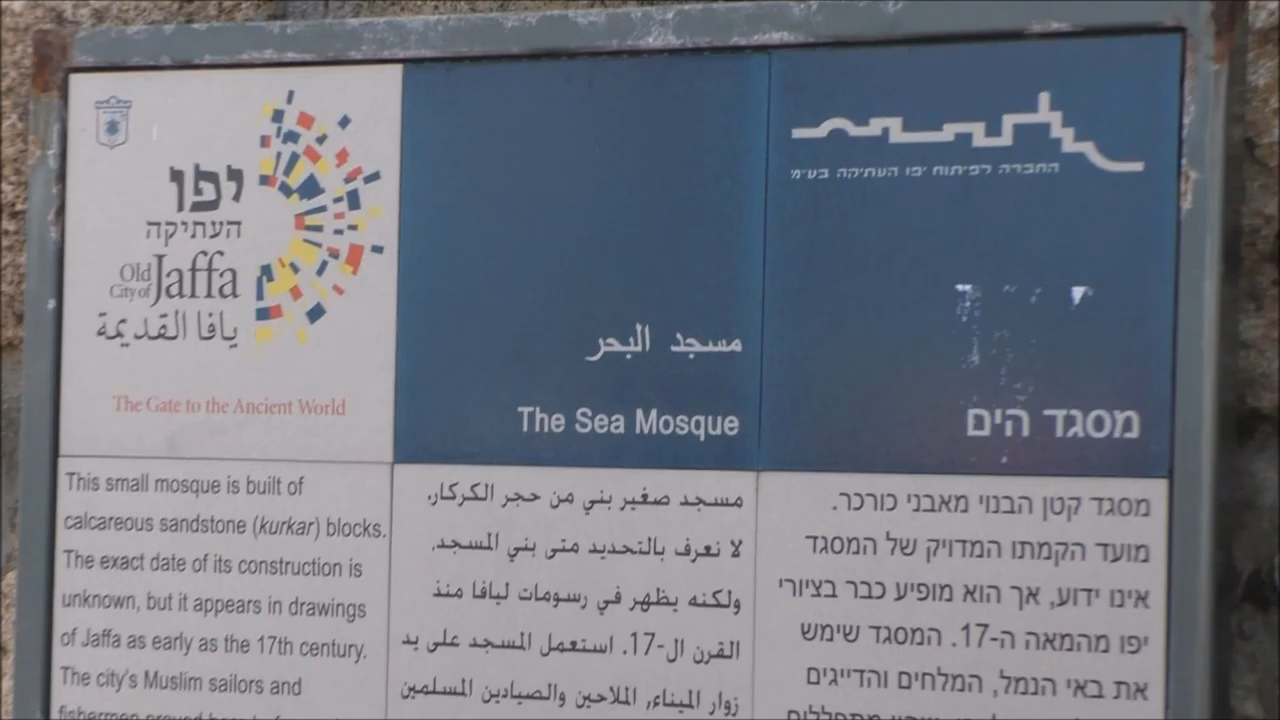 יפו
העתיקה
Old
City of Jaffa
يافا القديمة
The Gate to the Ancient World
This small mosque is built of
calcareous sandstone (kurkar) blocks.
The exact date of its construction is
unknown, but it appears in drawings
of Jaffa as early as the 17th century.
The city's Muslim sailors and
مسجد البحر
The Sea Mosque
مسجد صغير بني من حجر الكركار.
لا نعرف بالتحديد متى بني المسجد,
ولكنه يظهر في رسومات ليافا منذ
القرن ال-17. استعمل المسجد على يد
زوار الميناء, الملاحين والصيادين المسلمين
החברה לפיתוח יפו העתיקה בע"מ
מסגד הים
מסגד קטן הבנוי מאבני כורכר.
מועד הקמתו המדויק של המסגד
אינו ידוע, אך הוא מופיע כבר בציורי
יפו מהמאה ה-17. המסגד שימש
את באי הנמל, המלחים והדייגים